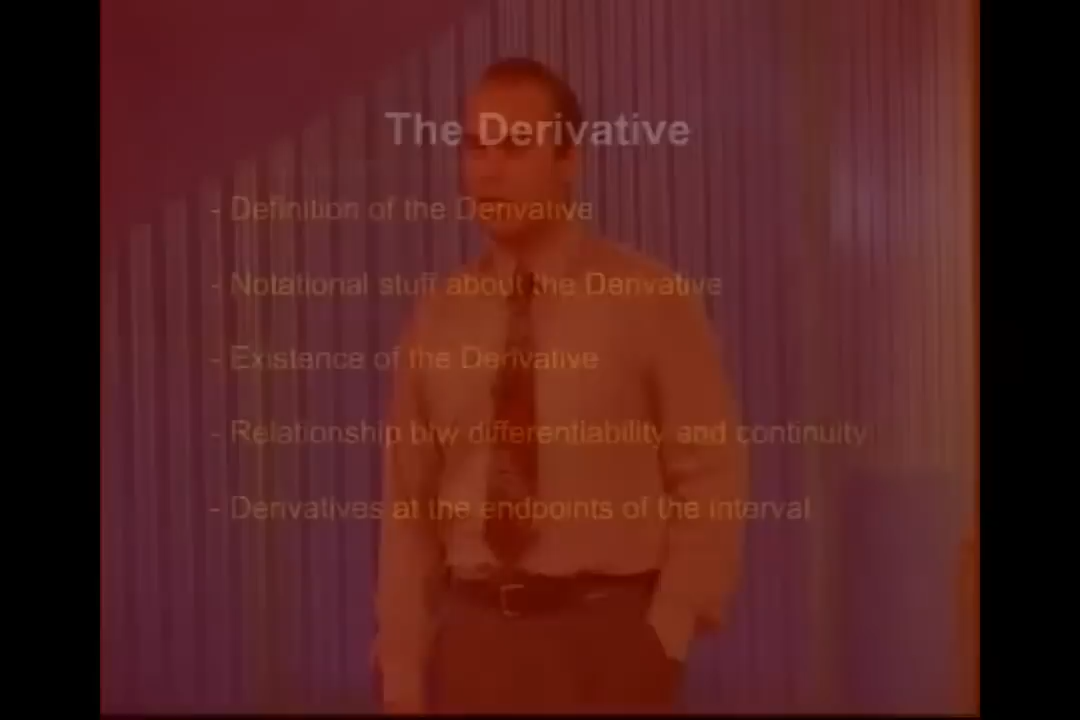 The Derivative
- Definition of the Derivative
- Notational stuff about the Derivative
- Existence of the Derivative
- Relationship b/w differentiability and continuity
- Derivatives at the endpoints of the interval